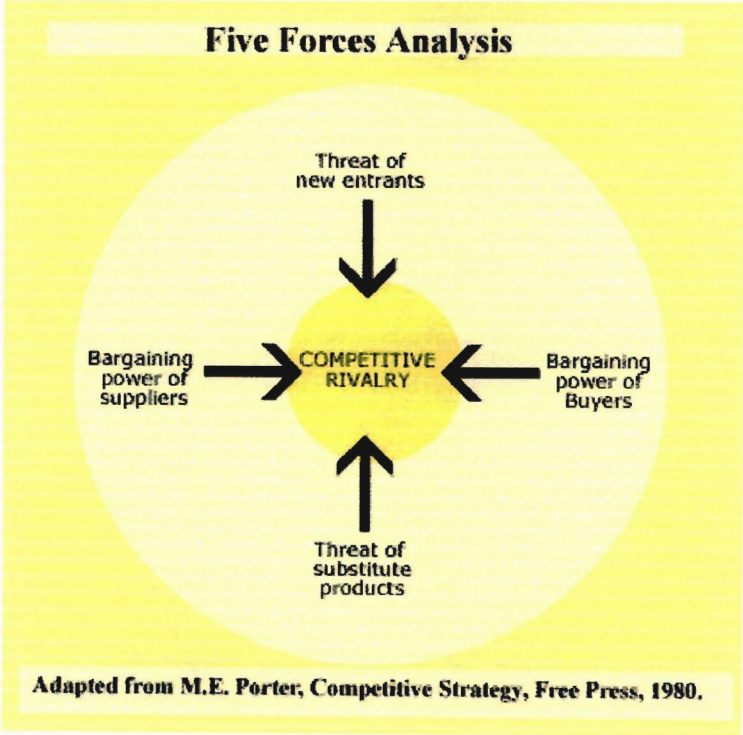 Five Forces Analysis
Threat of
new entrants
Bargaining
power of
suppliers
COMPETITIVE
RIVALRY
Bargaining
power of
Buyers
Threat of
substitute
products
Adapted from M.E. Porter, Competitive Strategy, Free Press, 1980.